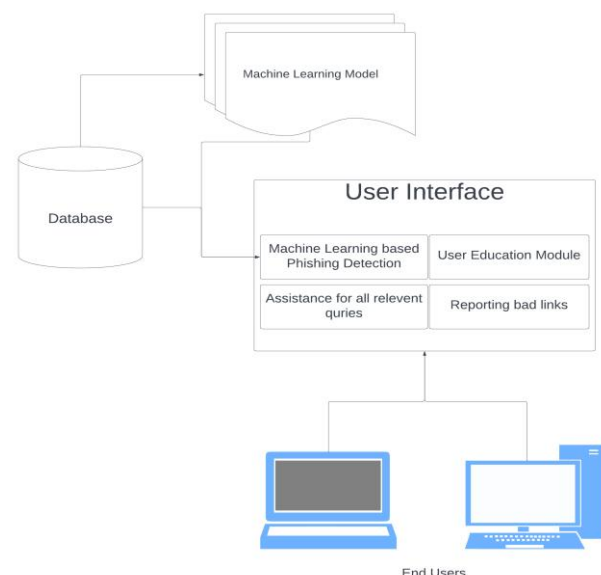 Machine Learning Model
Database
User Interface
Machine Learning based
Phishing Detection
User Education Module
Assistance for all relevent
quries
Reporting bad links
End Users